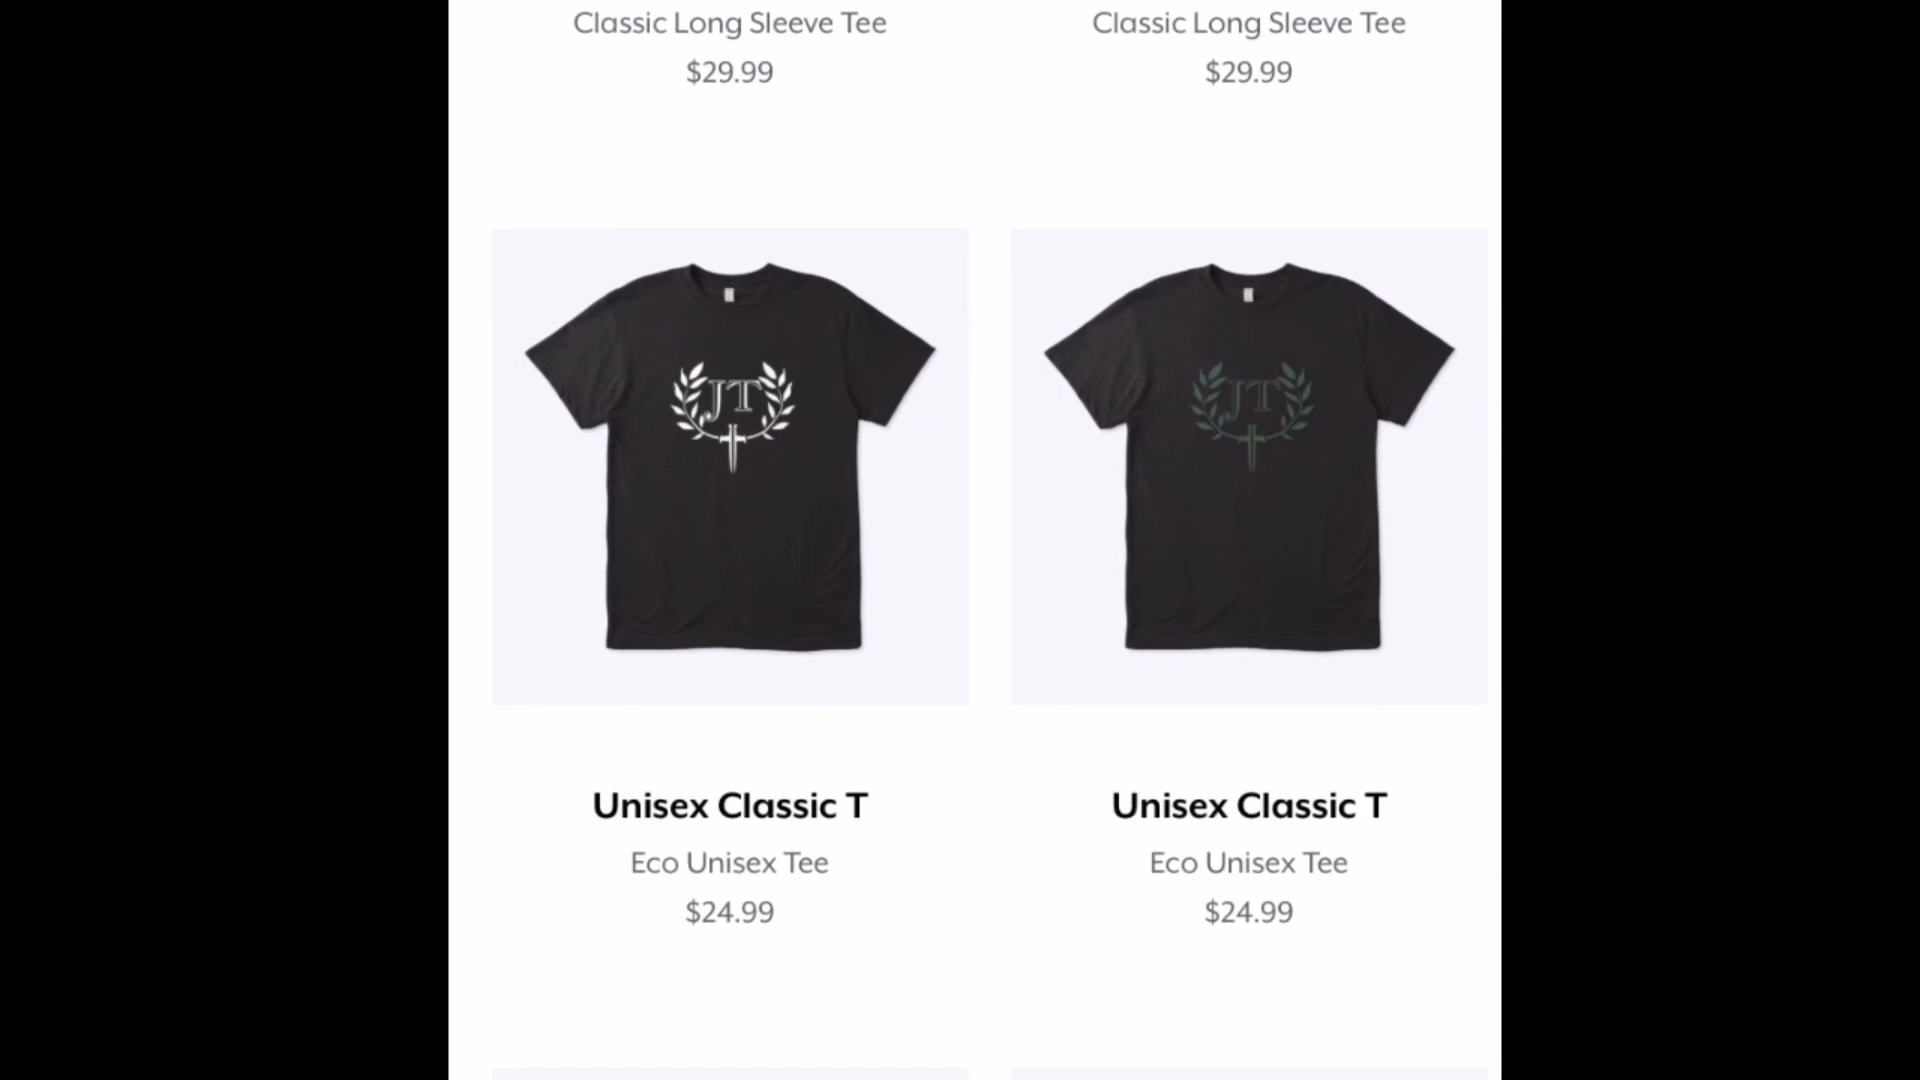 Classic Long Sleeve Tee
$29.99
Classic Long Sleeve Tee
$29.99
JT
JT
Unisex Classic T
Eco Unisex Tee
$24.99
Unisex Classic T
Eco Unisex Tee
$24.99